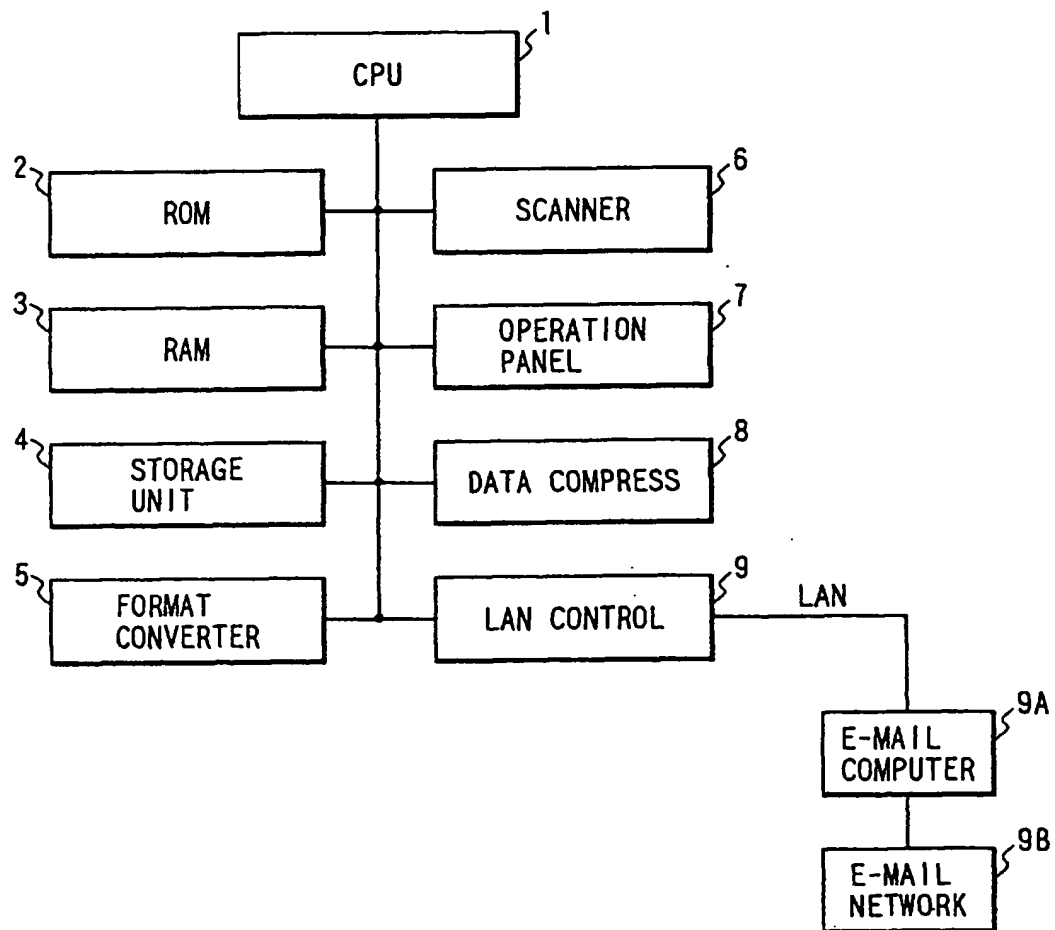 1
CPU
2
ROM
6
SCANNER
3
RAM
7
OPERATION
PANEL
4
STORAGE
UNIT
8
DATA COMPRESS
5
FORMAT
CONVERTER
9
LAN CONTROL
LAN
9A
E-MAIL
COMPUTER
9B
E-MAIL
NETWORK